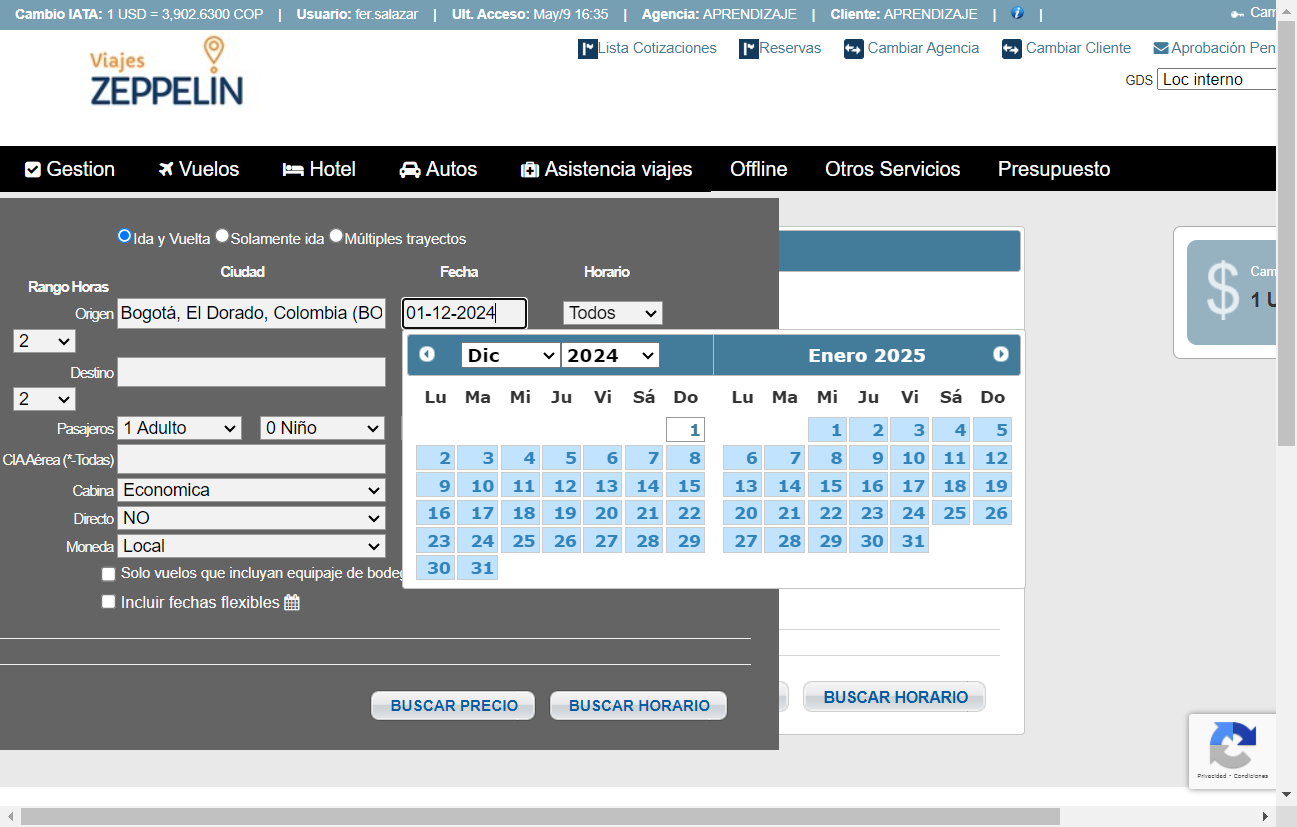 Cambio IATA: 1 USD = 3,902.6300 COP | Usuario: fer.salazar | Ult. Acceso: May/9 16:35 | Agencia: APRENDIZAJE | Cliente: APRENDIZAJE | | Cam
Viajes
ZEPPELIN
Lista Cotizaciones Reservas Cambiar Agencia Cambiar Cliente Aprobación Pen
GDS Loc interno
Gestion Vuelos Hotel Autos Asistencia viajes Offline Otros Servicios Presupuesto
Ida y Vuelta Solamente ida Múltiples trayectos
Ciudad Fecha Horario
Rango Horas
Origen Bogotá, El Dorado, Colombia (BO 01-12-2024 Todos
2
Destino
2
Pasajeros 1 Adulto 0 Niño
CIA Aérea (*-Todas)
Cabina Economica
Directo NO
Moneda Local
Solo vuelos que incluyan equipaje de bodeg
Incluir fechas flexibles
BUSCAR PRECIO BUSCAR HORARIO
Dic 2024
Lu Ma Mi Ju Vi Sá Do
1
2 3 4 5 6 7 8
9 10 11 12 13 14 15
16 17 18 19 20 21 22
23 24 25 26 27 28 29
30 31
Enero 2025
Lu Ma Mi Ju Vi Sá Do
1 2 3 4 5
6 7 8 9 10 11 12
13 14 15 16 17 18 19
20 21 22 23 24 25 26
27 28 29 30 31
BUSCAR HORARIO
$ Cam
1 U
Privacidad - Condiciones